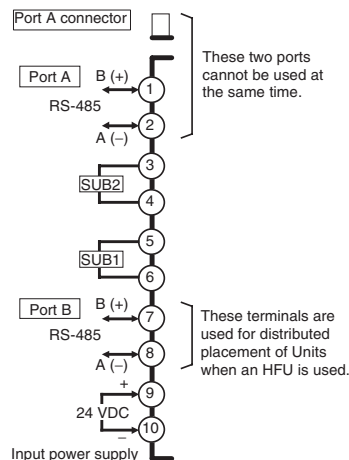 Port A connector
These two ports
cannot be used at
the same time.
Port A
B (+)
RS-485
A (−)
1
2
3
SUB2
4
5
SUB1
6
Port B
B (+)
RS-485
A (−)
7
8
These terminals are
used for distributed
placement of Units
when an HFU is used.
+
9
24 VDC
−
10
Input power supply